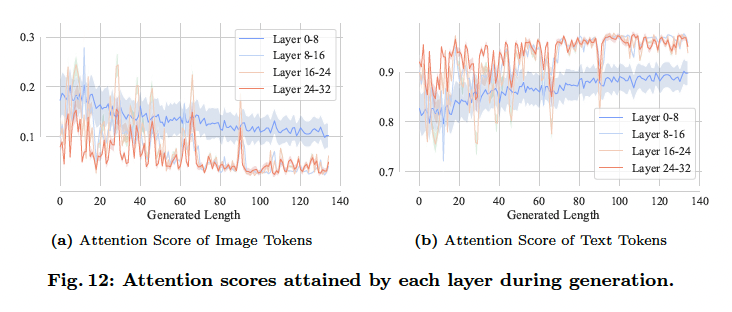 0.3
0.2
0.1
Layer 0-8
Layer 8-16
Layer 16-24
Layer 24-32
0 20 40 60 80 100 120 140
Generated Length
(a) Attention Score of Image Tokens
0.9
0.8
0.7
Layer 0-8
Layer 8-16
Layer 16-24
Layer 24-32
0 20 40 60 80 100 120 140
Generated Length
(b) Attention Score of Text Tokens
Fig. 12: Attention scores attained by each layer during generation.